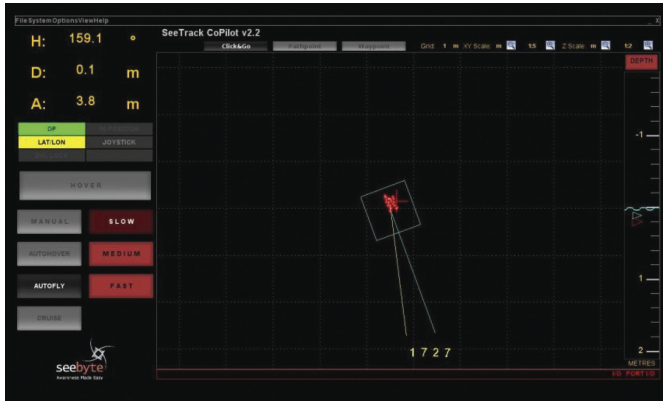 File System Options View Help
_ X
SeeTrack CoPilot v2.2
H: 159.1 °
Click&Go Pathpoint Waypoint Grid: 1 m XY Scale: m 1:5 Z Scale: m 1:2
DEPTH
D: 0.1 m
A: 3.8 m
DP
LAT/LON JOYSTICK
-1
HOVER
MANUAL SLOW
AUTOHOVER MEDIUM
1
AUTOFLY FAST
CRUISE
1727
2
METRES
seebyte
Awareness Made Easy
I/O PORT I/O